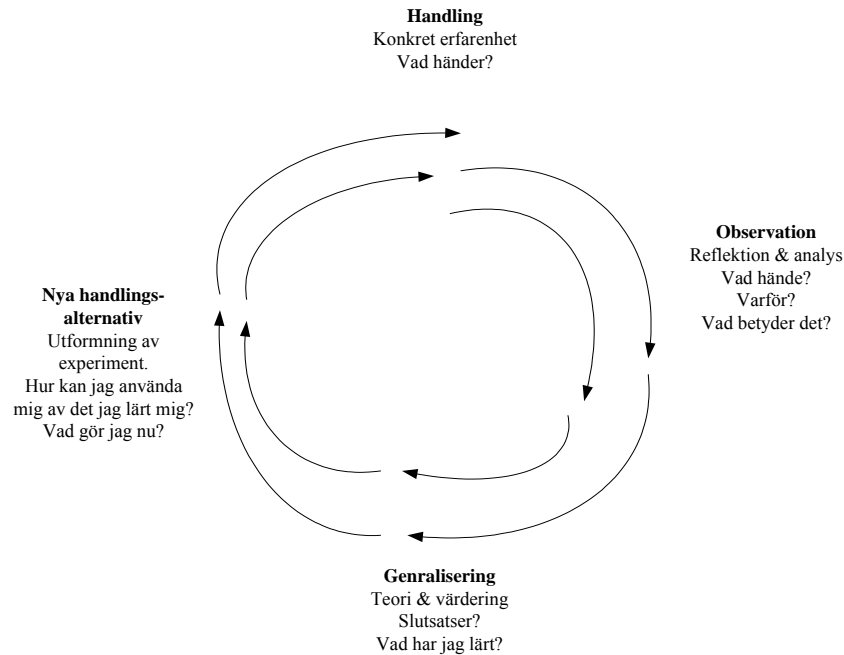 Handling
Konkret erfarenhet
Vad händer?
Observation
Reflektion & analys
Vad hände?
Varför?
Vad betyder det?
Genralisering
Teori & värdering
Slutsatser?
Vad har jag lärt?
Nya handlings-
alternativ
Utformning av
experiment.
Hur kan jag använda
mig av det jag lärt mig?
Vad gör jag nu?